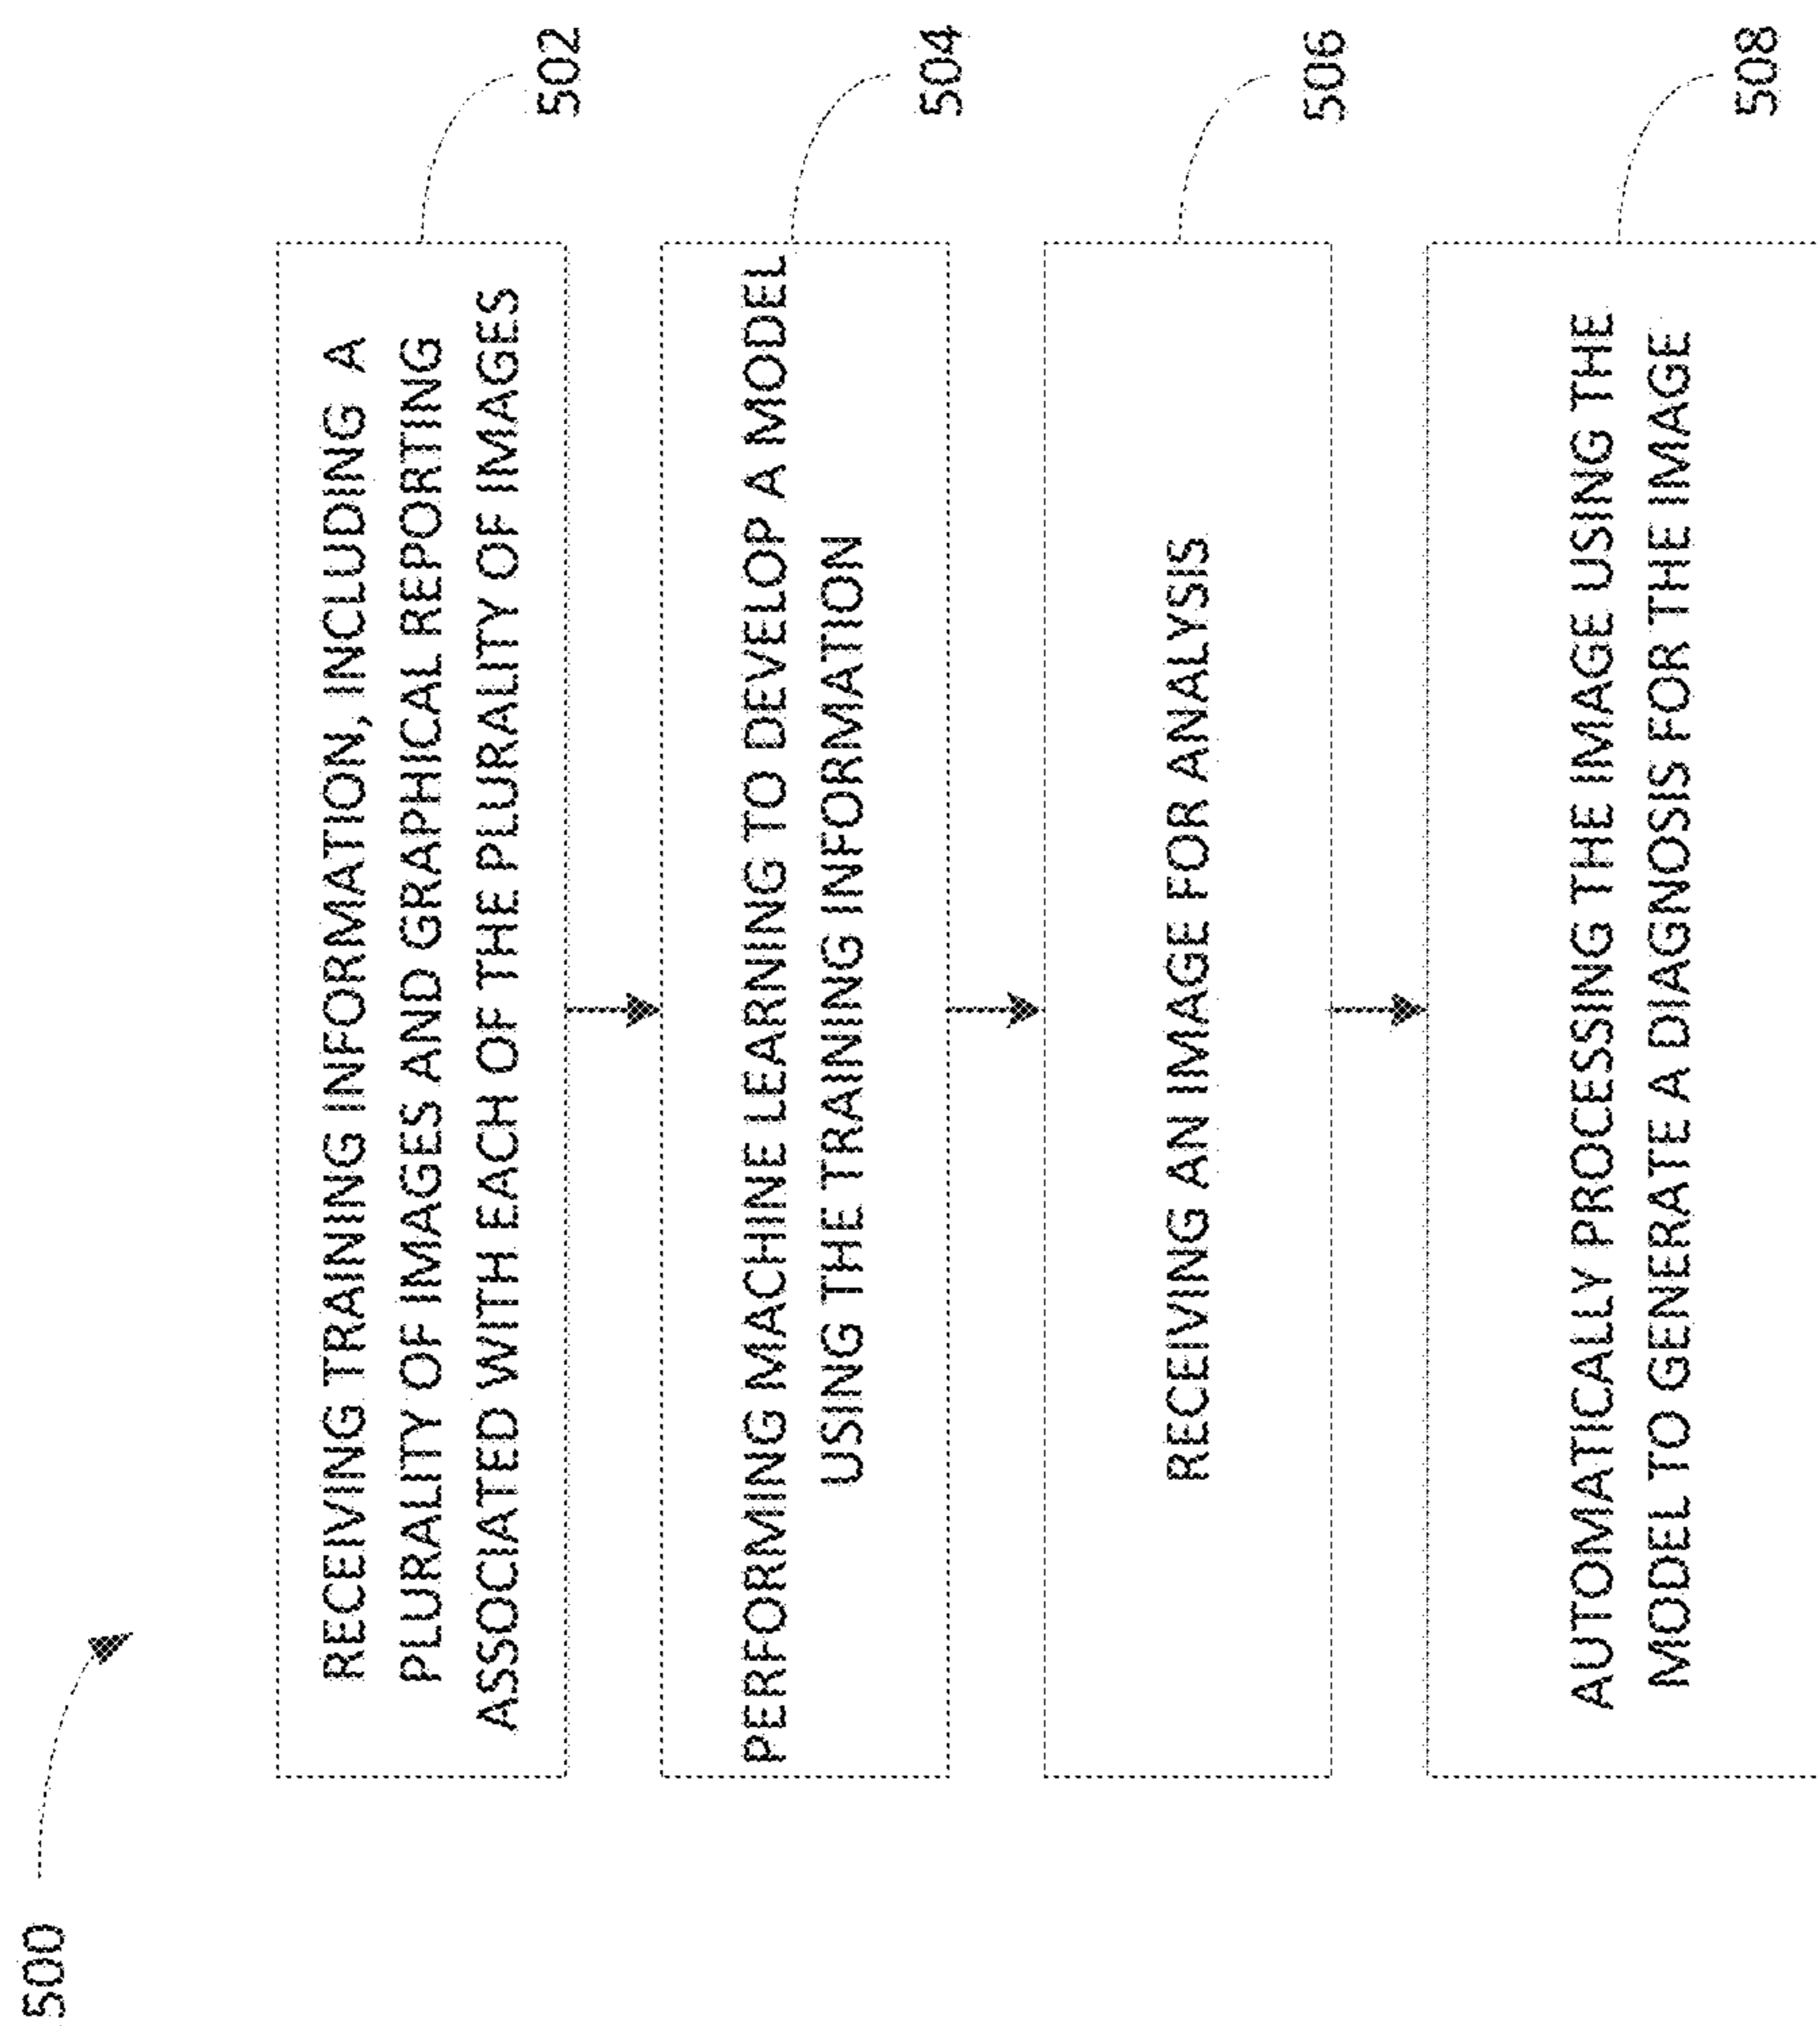 500
RECEIVING TRAINING INFORMATION, INCLUDING A
PLURALITY OF IMAGES AND GRAPHICAL REPORTING
ASSOCIATED WITH EACH OF THE PLURALITY OF IMAGES
502
PERFORMING MACHINE LEARNING TO DEVELOP A MODEL
USING THE TRAINING INFORMATION
504
RECEIVING AN IMAGE FOR ANALYSIS
506
AUTOMATICALLY PROCESSING THE IMAGE USING THE
MODEL TO GENERATE A DIAGNOSIS FOR THE IMAGE
508